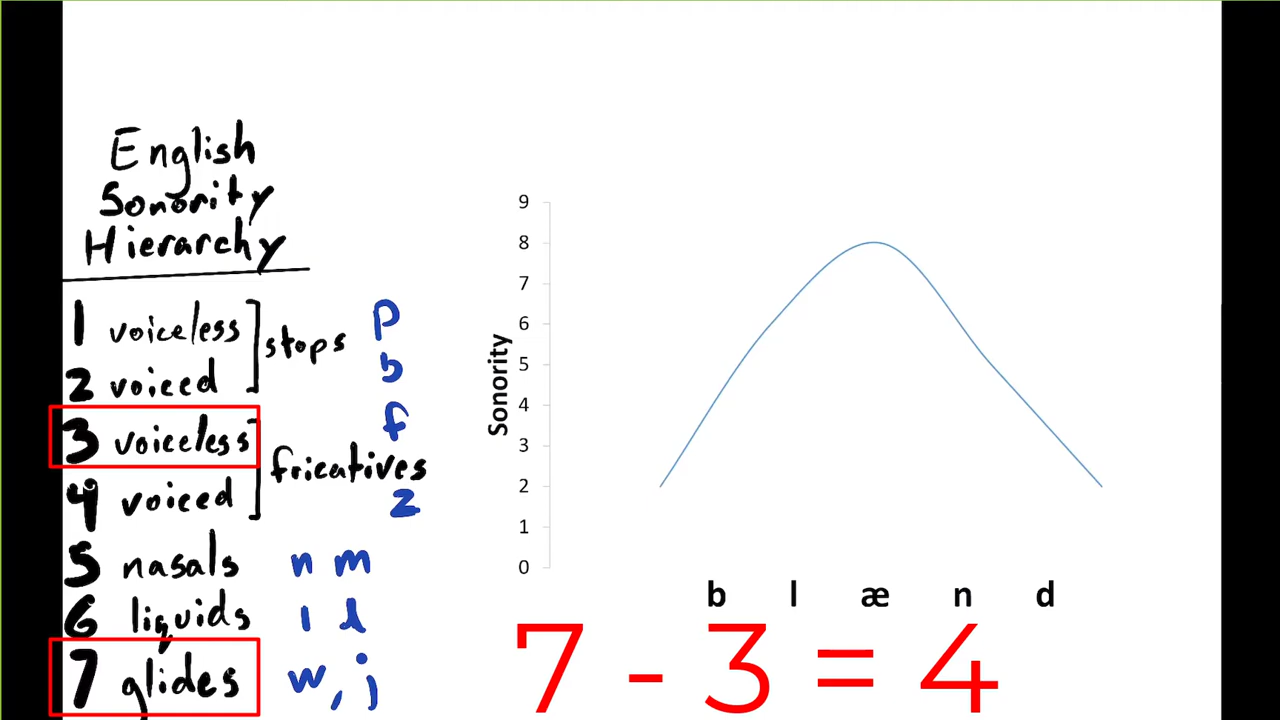 English
Sonority
Hierarchy
1 voiceless stops p
2 voiced b
3 voiceless f
fricatives
4 voiced z
5 nasals n m
6 liquids l
7 glides w, j
Sonority
9
8
7
6
5
4
3
2
1
0
b l æ n d
7 - 3 = 4